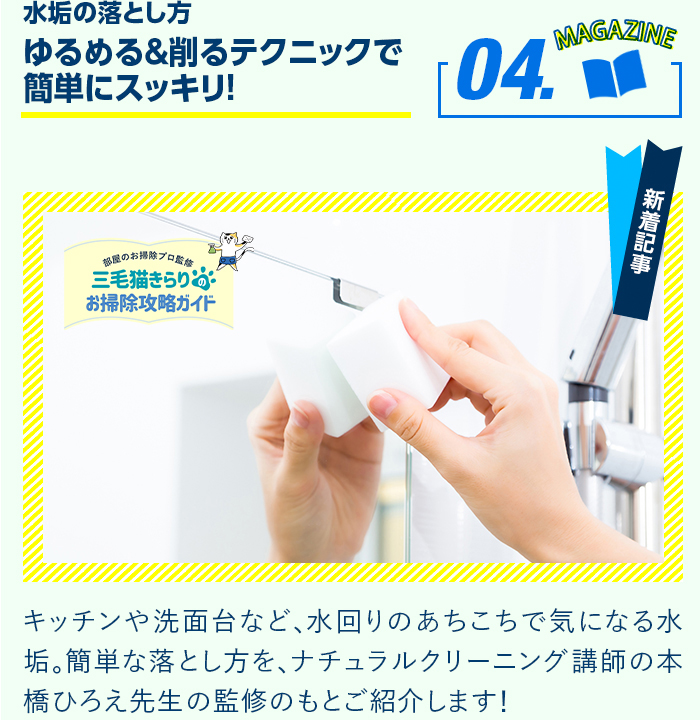 水垢の落とし方
ゆるめる&削るテクニックで
簡単にスッキリ!
04.
MAGAZINE
新着記事
部屋のお掃除プロ監修
三毛猫きらりの
お掃除攻略ガイド
キッチンや洗面台など、水回りのあちこちで気になる水
垢。簡単な落とし方を、ナチュラルクリーニング講師の本
橋ひろえ先生の監修のもとご紹介します!